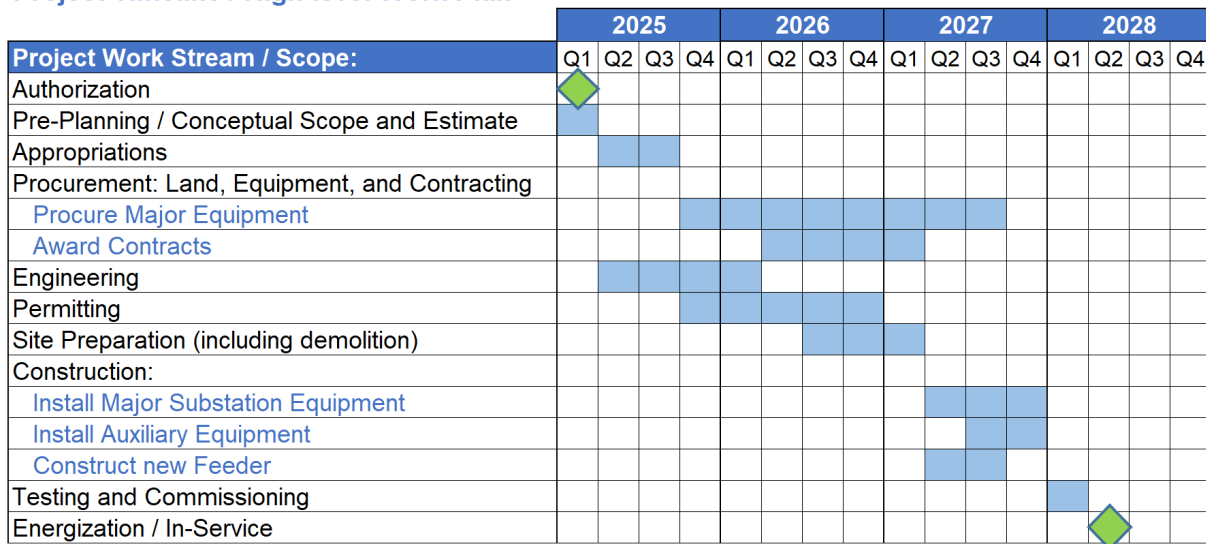 2025 2026 2027 2028
Project Work Stream / Scope: Q1 Q2 Q3 Q4 Q1 Q2 Q3 Q4 Q1 Q2 Q3 Q4 Q1 Q2 Q3 Q4
Authorization
Pre-Planning / Conceptual Scope and Estimate
Appropriations
Procurement: Land, Equipment, and Contracting
Procure Major Equipment
Award Contracts
Engineering
Permitting
Site Preparation (including demolition)
Construction:
Install Major Substation Equipment
Install Auxiliary Equipment
Construct new Feeder
Testing and Commissioning
Energization / In-Service